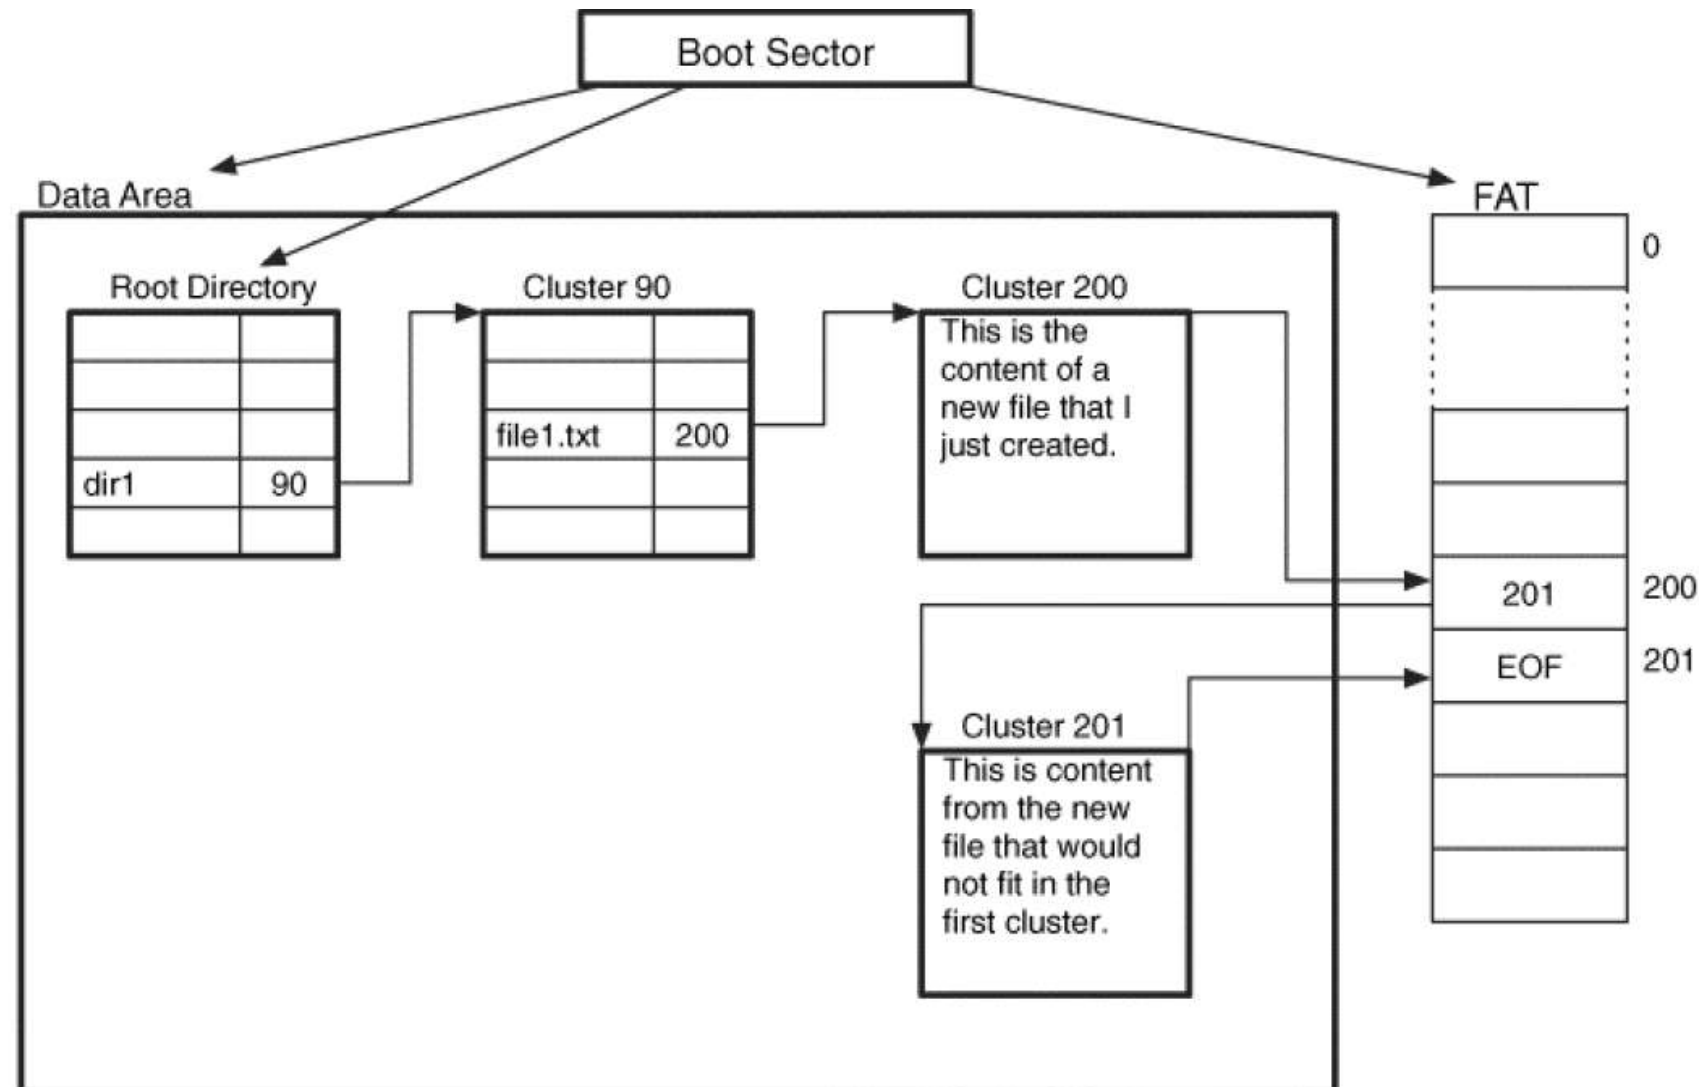 Boot Sector
Data Area
FAT
0
Root Directory
Cluster 90
Cluster 200
dir1 90
file1.txt 200
This is the
content of a
new file that I
just created.
201 200
EOF 201
Cluster 201
This is content
from the new
file that would
not fit in the
first cluster.